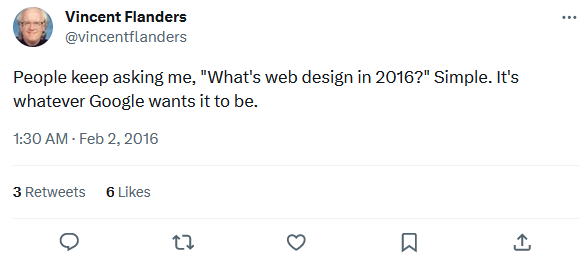 Vincent Flanders
@vincentflanders
People keep asking me, "What's web design in 2016?" Simple. It's
whatever Google wants it to be.
1:30 AM · Feb 2, 2016
3 Retweets 6 Likes